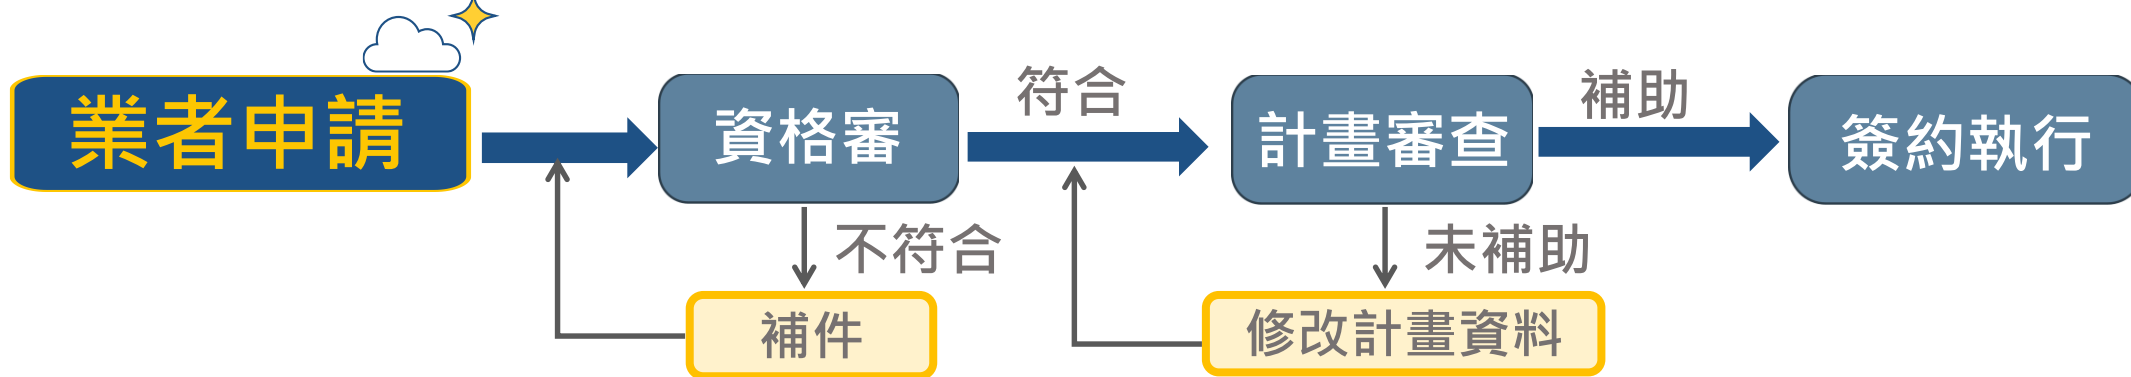 業者申請
資格審
符合
計畫審查
補助
簽約執行
不符合
未補助
補件
修改計畫資料